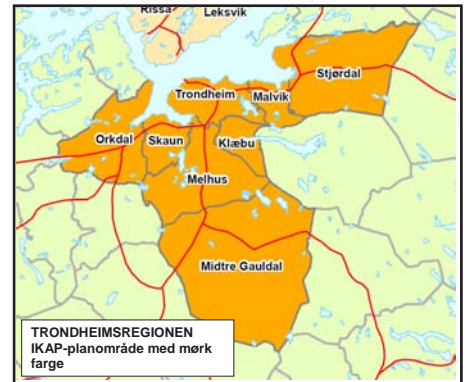 Rissa
Leksvik
Stjørdal
Trondheim
Malvik
Orkdal
Skaun
Klæbu
Melhus
Midtre Gauldal
TRONDHEIMSREGIONEN
IKAP-planområde med mørk
farge